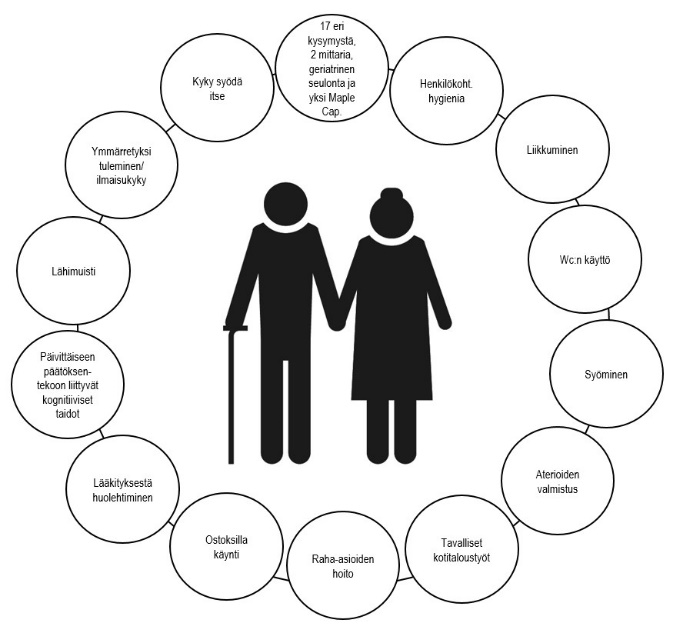 17 eri
kysymystä,
2 mittaria,
geriatrinen
seulonta ja
yksi Maple
Cap.
Henkilökoht.
hygienia
Liikkuminen
Wc:n käyttö
Syöminen
Aterioiden
valmistus
Tavalliset
kotitaloustyöt
Raha-asioiden
hoito
Ostoksilla
käynti
Lääkityksestä
huolehtiminen
Päivittäiseen
päätöksen-
tekoon liittyvät
kognitiiviset
taidot
Lähimuisti
Ymmärretyksi
tuleminen/
ilmaisukyky
Kyky syödä
itse